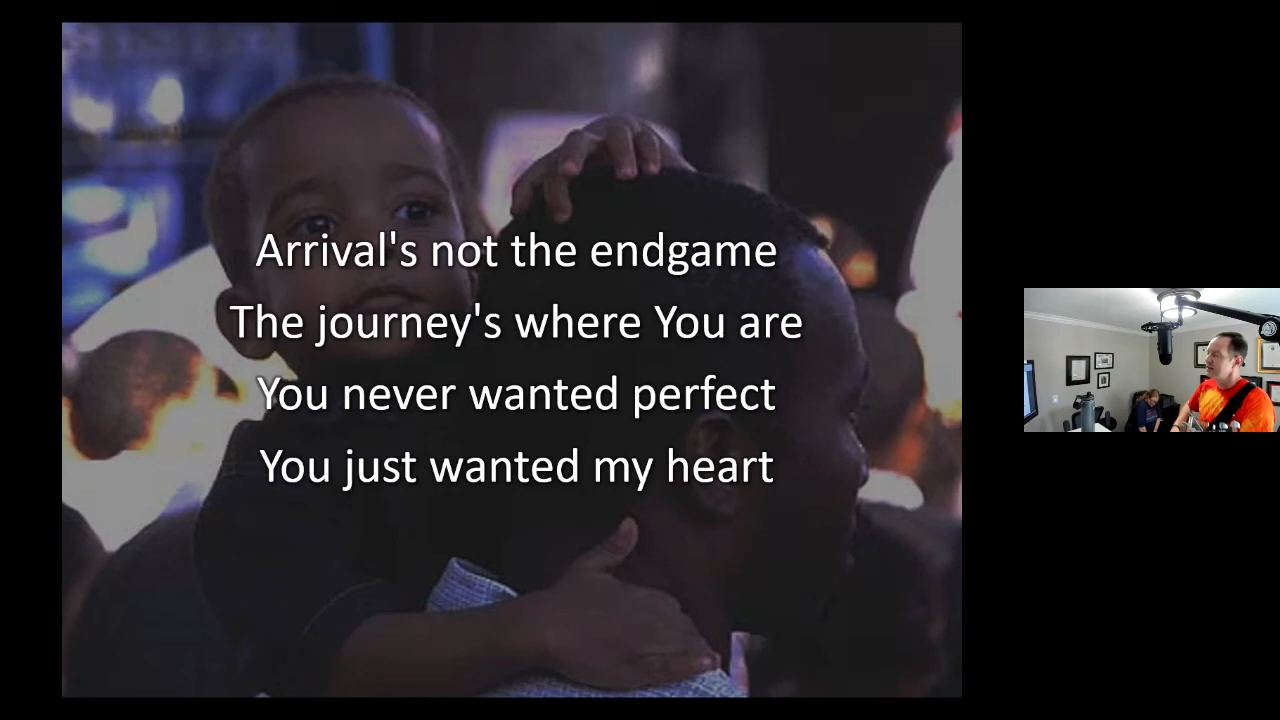 Arrival's not the endgame
The journey's where You are
You never wanted perfect
You just wanted my heart